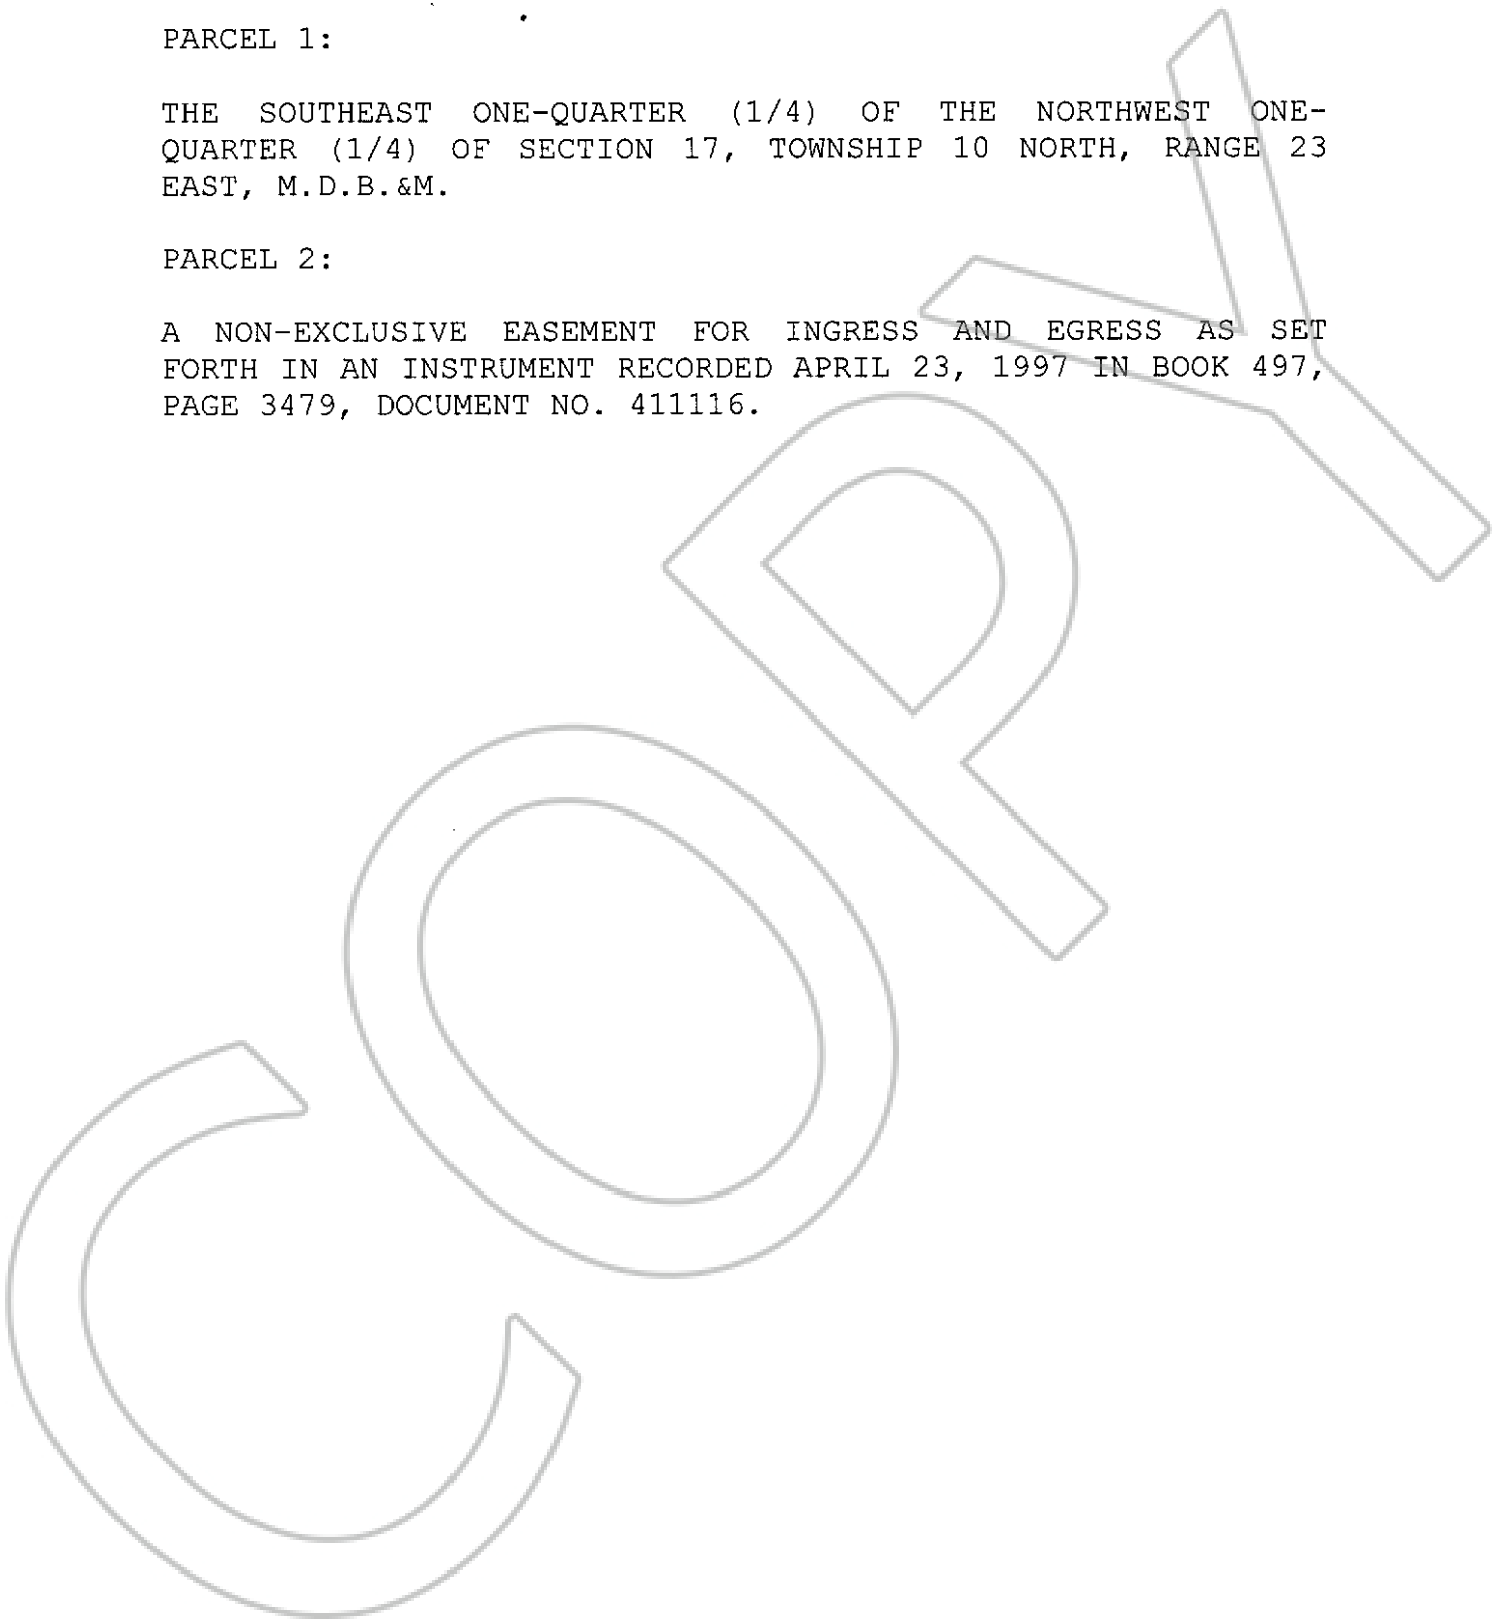 PARCEL 1:
THE SOUTHEAST ONE-QUARTER (1/4) OF THE NORTHWEST ONE-
QUARTER (1/4) OF SECTION 17, TOWNSHIP 10 NORTH, RANGE 23
EAST, M.D.B.&M.
PARCEL 2:
A NON-EXCLUSIVE EASEMENT FOR INGRESS AND EGRESS AS SET
FORTH IN AN INSTRUMENT RECORDED APRIL 23, 1997 IN BOOK 497,
PAGE 3479, DOCUMENT NO. 411116.
COPY